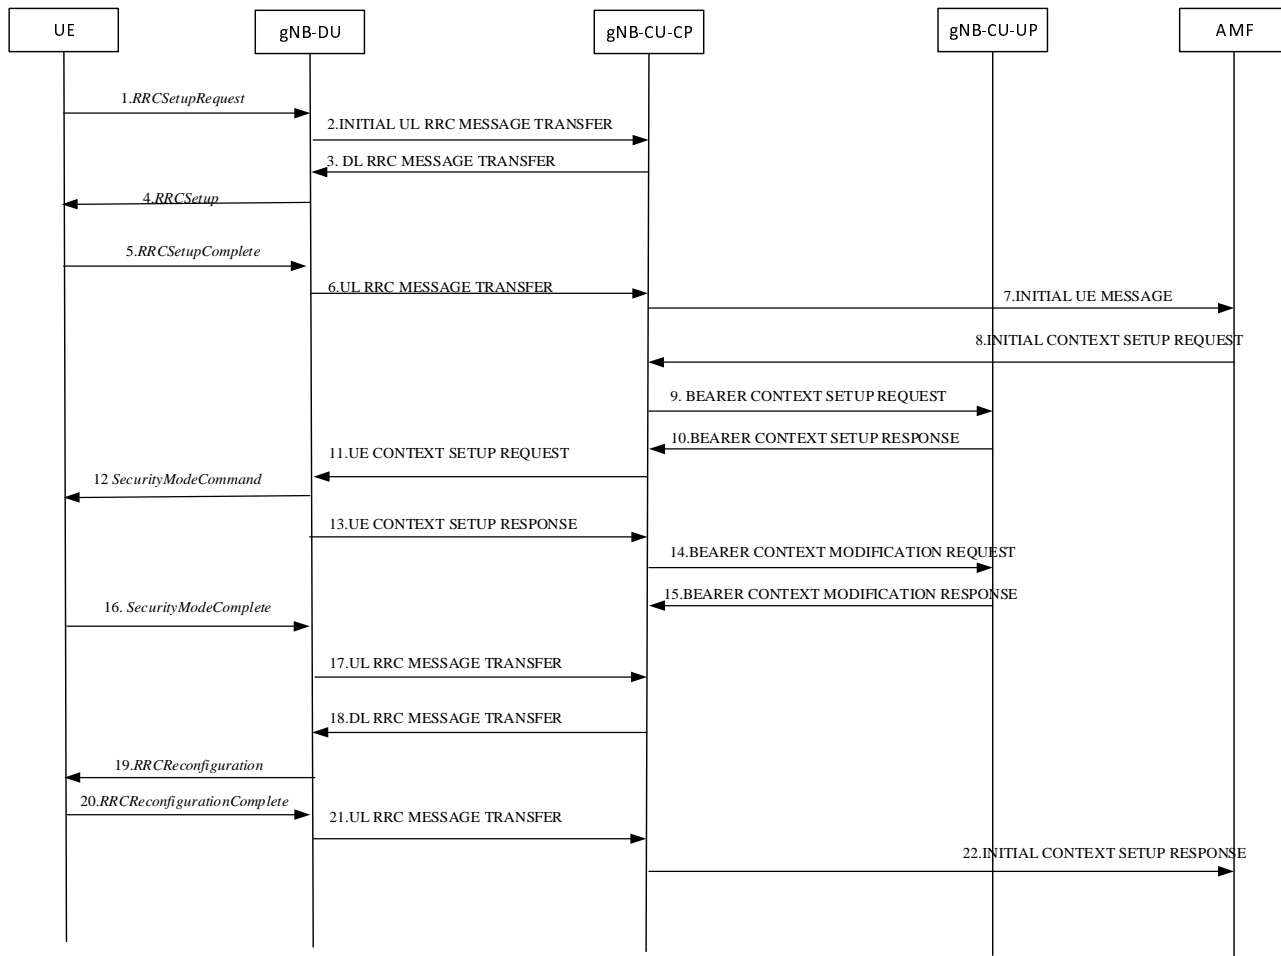 UE
gNB-DU
gNB-CU-CP
gNB-CU-UP
AMF
1.RRCSetupRequest
2.INITIAL UL RRC MESSAGE TRANSFER
3. DL RRC MESSAGE TRANSFER
4.RRCSetup
5.RRCSetupComplete
6.UL RRC MESSAGE TRANSFER
7.INITIAL UE MESSAGE
8.INITIAL CONTEXT SETUP REQUEST
9. BEARER CONTEXT SETUP REQUEST
10.BEARER CONTEXT SETUP RESPONSE
11.UE CONTEXT SETUP REQUEST
12 SecurityModeCommand
13.UE CONTEXT SETUP RESPONSE
14.BEARER CONTEXT MODIFICATION REQUEST
15.BEARER CONTEXT MODIFICATION RESPONSE
16. SecurityModeComplete
17.UL RRC MESSAGE TRANSFER
18.DL RRC MESSAGE TRANSFER
19.RRCReconfiguration
20.RRCReconfigurationComplete
21.UL RRC MESSAGE TRANSFER
22.INITIAL CONTEXT SETUP RESPONSE